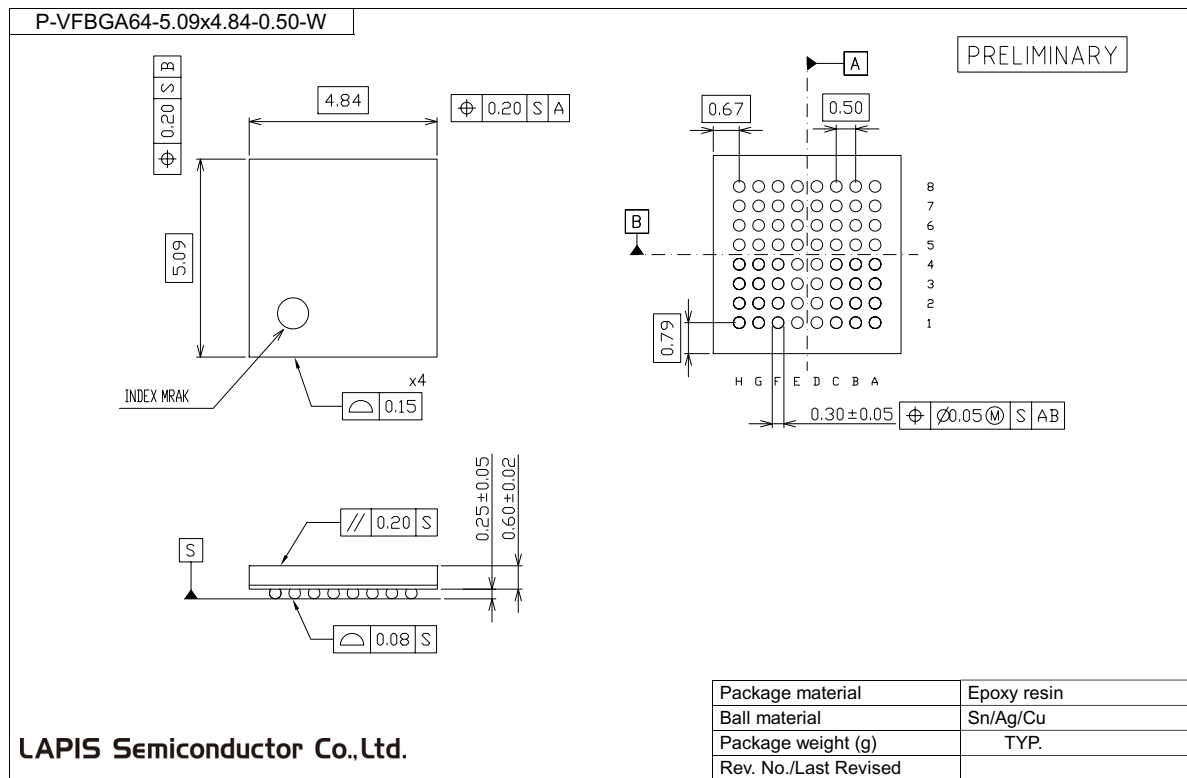 P-VFBGA64-5.09x4.84-0.50-W
PRELIMINARY
⌖ 0.20 S B
4.84
⌖ 0.20 S A
5.09
INDEX MRAK
x4
⌓ 0.15
A
0.67
0.50
B
8
7
6
5
4
3
2
1
0.79
H G F E D C B A
0.30±0.05
⌖ Ø0.05 Ⓜ S AB
0.25±0.05
0.60±0.02
// 0.20 S
S
⌓ 0.08 S
Package material Epoxy resin
Ball material Sn/Ag/Cu
Package weight (g) TYP.
Rev. No./Last Revised
LAPIS Semiconductor Co.,Ltd.